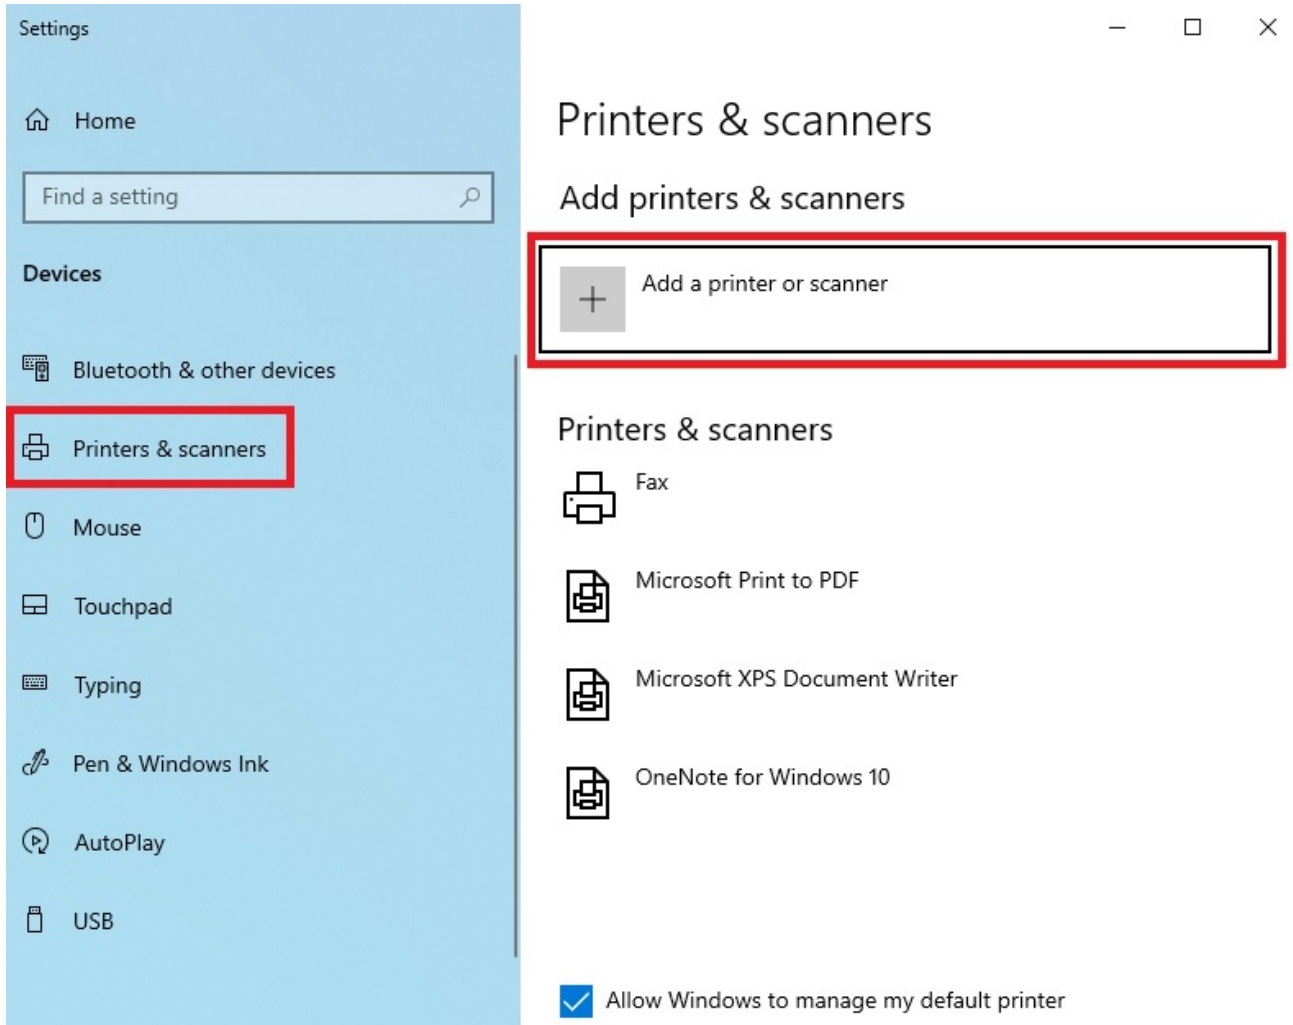 Settings
Home
Find a setting
Devices
Bluetooth & other devices
Printers & scanners
Mouse
Touchpad
Typing
Pen & Windows Ink
AutoPlay
USB
Printers & scanners
Add printers & scanners
Add a printer or scanner
Printers & scanners
Fax
Microsoft Print to PDF
Microsoft XPS Document Writer
OneNote for Windows 10
Allow Windows to manage my default printer